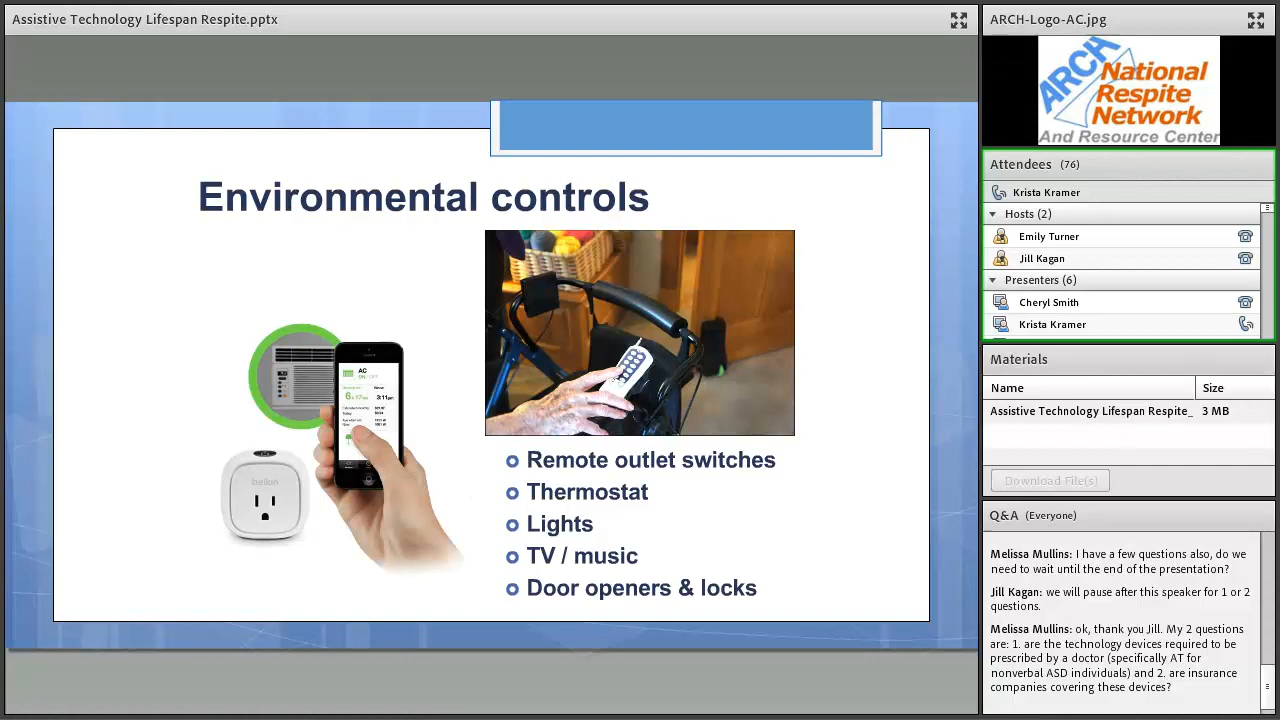 Assistive Technology Lifespan Respite.pptx
Environmental controls
AC
3:11pm
belkin
Remote outlet switches
Thermostat
Lights
TV / music
Door openers & locks
ARCH-Logo-AC.jpg
ARCH
National
Respite
Network
And Resource Center
Attendees (76)
Krista Kramer
Hosts (2)
Emily Turner
Jill Kagan
Presenters (6)
Cheryl Smith
Krista Kramer
Materials
Name Size
Assistive Technology Lifespan Respite_ 3 MB
Download File(s)
Q&A (Everyone)
Melissa Mullins: I have a few questions also, do we
need to wait until the end of the presentation?
Jill Kagan: we will pause after this speaker for 1 or 2
questions.
Melissa Mullins: ok, thank you Jill. My 2 questions
are: 1. are the technology devices required to be
prescribed by a doctor (specifically AT for
nonverbal ASD individuals) and 2. are insurance
companies covering these devices?